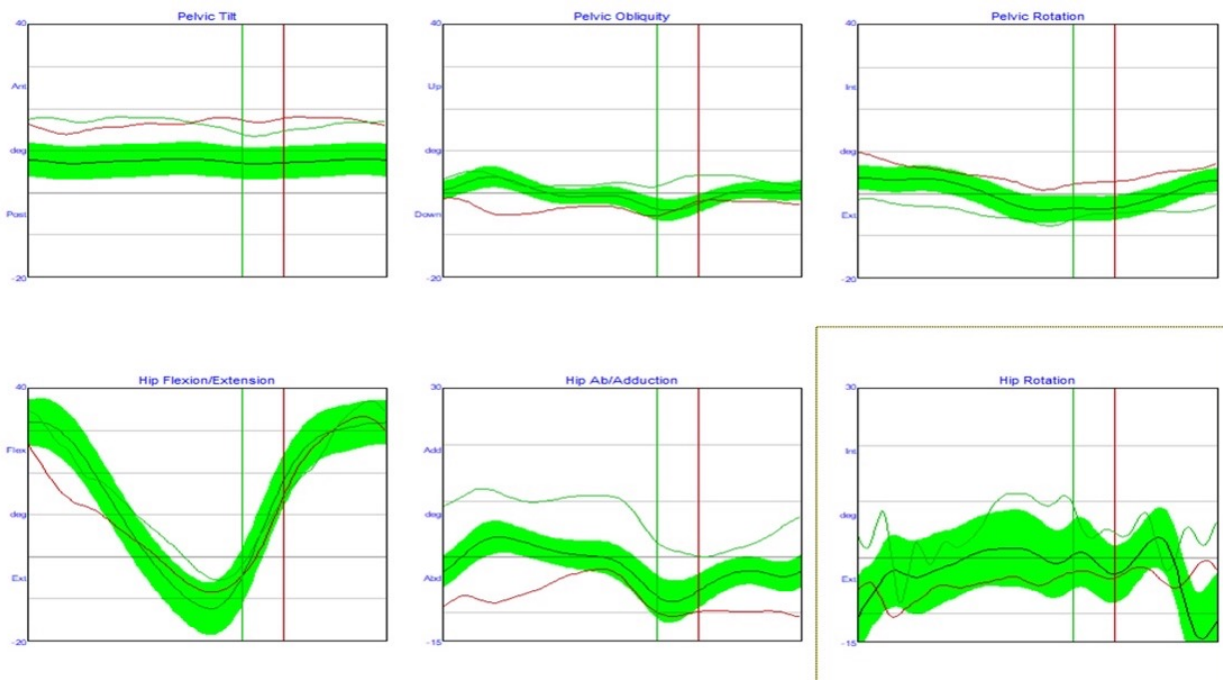 Pelvic Tilt
40
Ant
deg
Post
-20
Pelvic Obliquity
40
Up
deg
Down
-20
Pelvic Rotation
40
Int
deg
Ext
-20
Hip Flexion/Extension
40
Flex
deg
Ext
-20
Hip Ab/Adduction
30
Add
deg
Abd
-15
Hip Rotation
30
Int
deg
Ext
-15